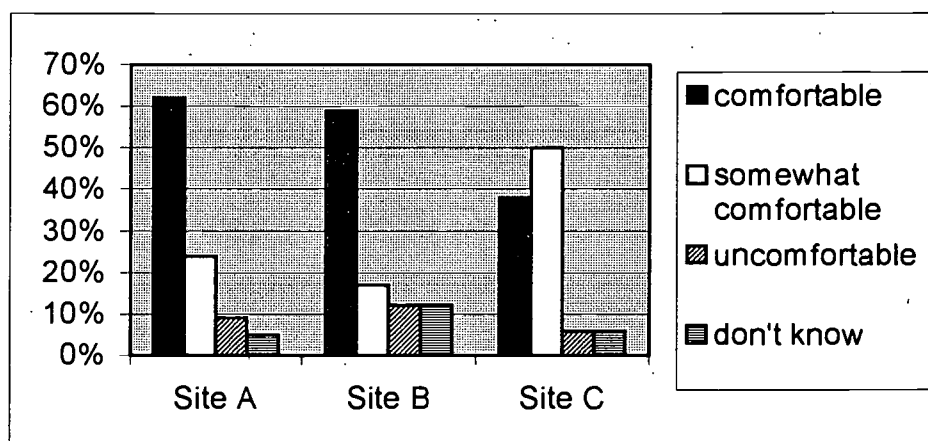 70%
60%
50%
40%
30%
20%
10%
0%
Site A
Site B
Site C
comfortable
somewhat
comfortable
uncomfortable
don't know